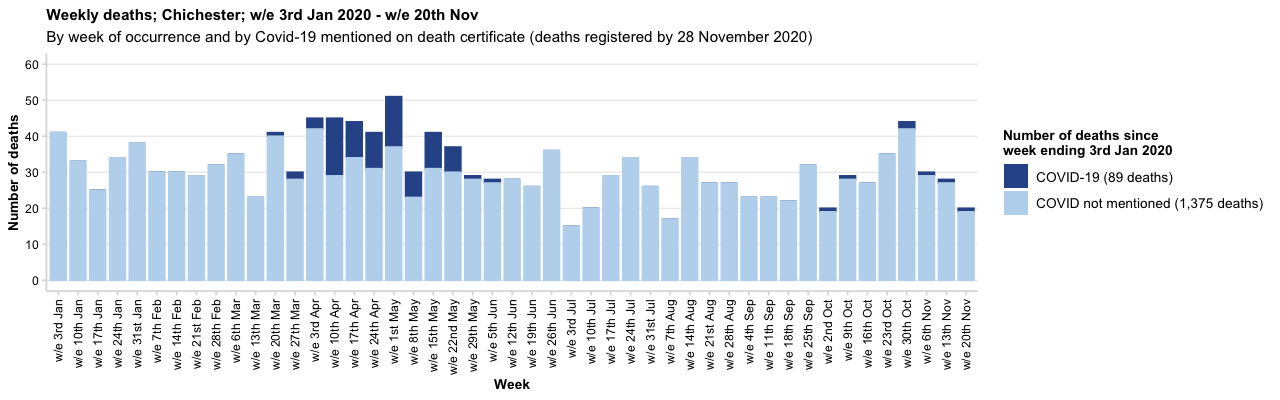 Weekly deaths; Chichester; w/e 3rd Jan 2020 - w/e 20th Nov
By week of occurrence and by Covid-19 mentioned on death certificate (deaths registered by 28 November 2020)
Number of deaths
60
50
40
30
20
10
0
w/e 3rd Jan
w/e 10th Jan
w/e 17th Jan
w/e 24th Jan
w/e 31st Jan
w/e 7th Feb
w/e 14th Feb
w/e 21st Feb
w/e 28th Feb
w/e 6th Mar
w/e 13th Mar
w/e 20th Mar
w/e 27th Mar
w/e 3rd Apr
w/e 10th Apr
w/e 17th Apr
w/e 24th Apr
w/e 1st May
w/e 8th May
w/e 15th May
w/e 22nd May
w/e 29th May
w/e 5th Jun
w/e 12th Jun
w/e 19th Jun
w/e 26th Jun
w/e 3rd Jul
w/e 10th Jul
w/e 17th Jul
w/e 24th Jul
w/e 31st Jul
w/e 7th Aug
w/e 14th Aug
w/e 21st Aug
w/e 28th Aug
w/e 4th Sep
w/e 11th Sep
w/e 18th Sep
w/e 25th Sep
w/e 2nd Oct
w/e 9th Oct
w/e 16th Oct
w/e 23rd Oct
w/e 30th Oct
w/e 6th Nov
w/e 13th Nov
w/e 20th Nov
Week
Number of deaths since
week ending 3rd Jan 2020
COVID-19 (89 deaths)
COVID not mentioned (1,375 deaths)